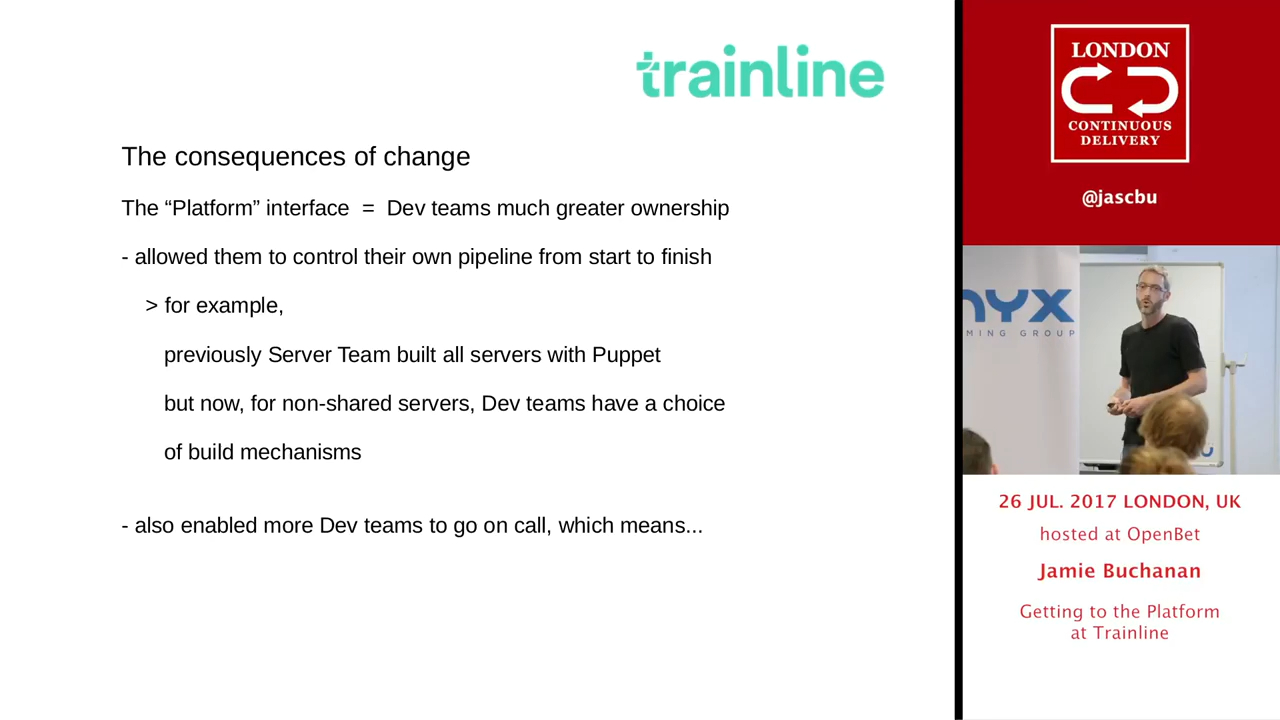 trainline
The consequences of change
The “Platform” interface = Dev teams much greater ownership
- allowed them to control their own pipeline from start to finish
> for example,
previously Server Team built all servers with Puppet
but now, for non-shared servers, Dev teams have a choice
of build mechanisms
- also enabled more Dev teams to go on call, which means...
LONDON
CONTINUOUS
DELIVERY
@jascbu
NYX
MING GROUP
26 JUL. 2017 LONDON, UK
hosted at OpenBet
Jamie Buchanan
Getting to the Platform
at Trainline